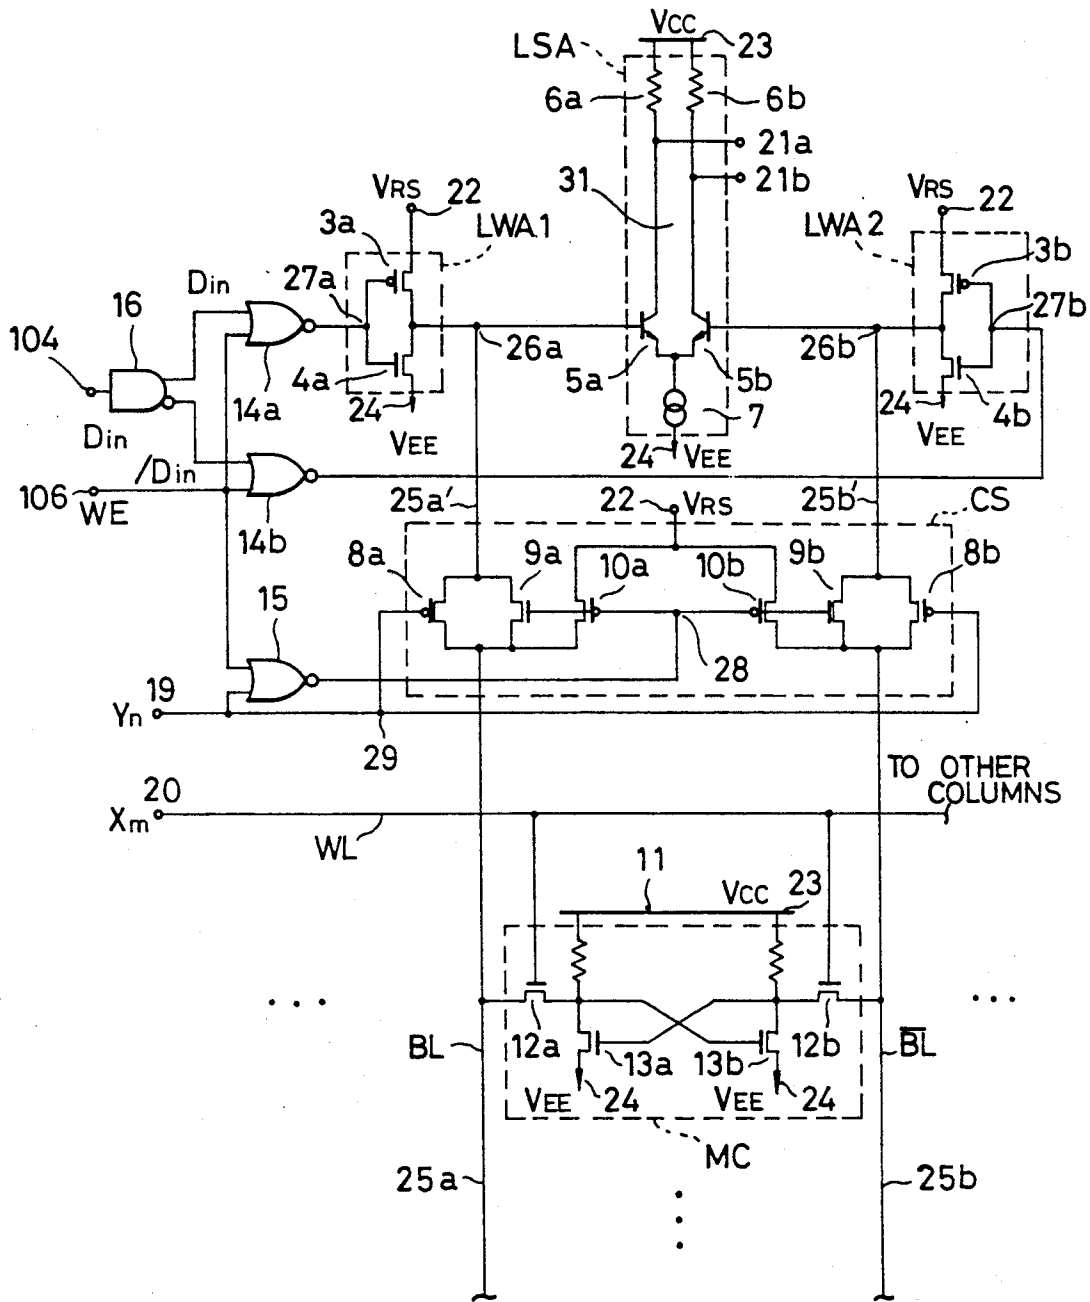 VCC
23
LSA
6a
6b
21a
21b
31
VRS
22
VRS
22
3a
LWA1
LWA2
3b
Din
27a
27b
16
104
26a
26b
14a
4a
5a
5b
4b
24
24
7
Din
VEE
VEE
24
VEE
/Din
106
WE
14b
25a'
22
VRS
25b'
CS
8a
9a
10a
10b
9b
8b
15
28
19
Yn
29
TO OTHER
COLUMNS
20
Xm
WL
11
VCC
23
12a
12b
BL
BL
13a
13b
VEE
24
VEE
24
MC
25a
25b